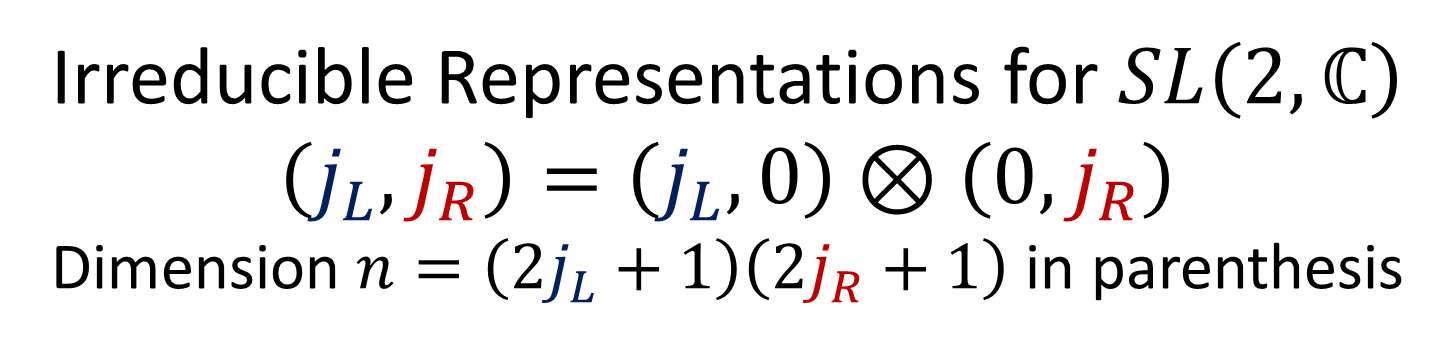 Irreducible Representations for 𝑆𝐿(2, ℂ)
(𝑗_𝐿, 𝑗_𝑅) = (𝑗_𝐿, 0) ⊗ (0, 𝑗_𝑅)
Dimension 𝑛 = (2𝑗_𝐿 + 1)(2𝑗_𝑅 + 1) in parenthesis